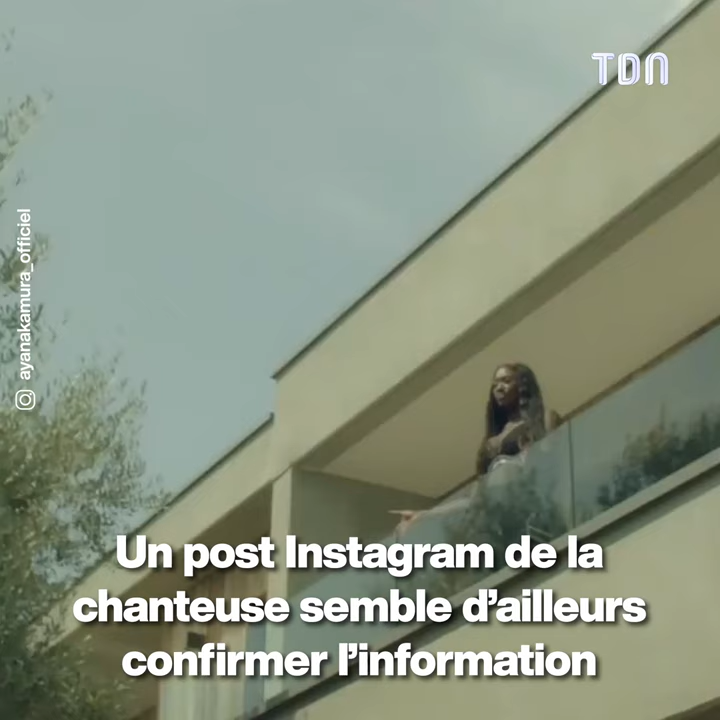 TDN
ayanakamura_officiel
Un post Instagram de la
chanteuse semble d’ailleurs
confirmer l’information